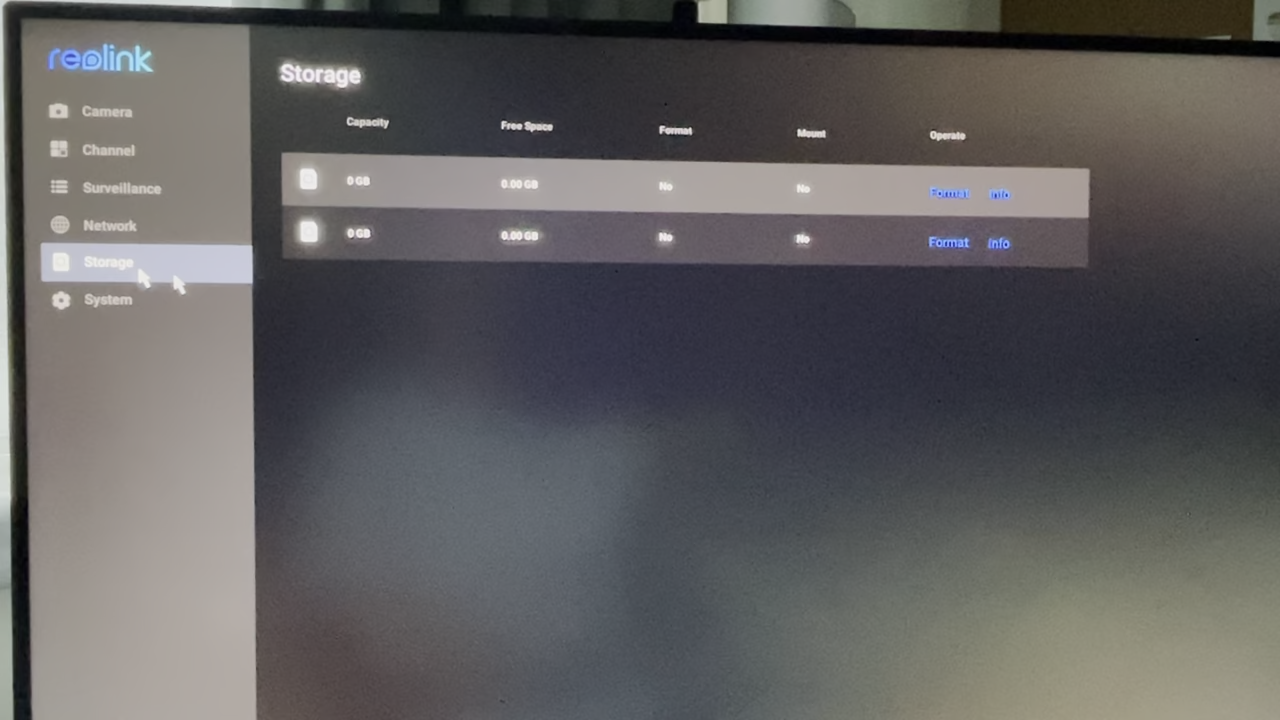 reolink
Camera
Channel
Surveillance
Network
Storage
System
Storage
Capacity Free Space Format Mount Operate
0 GB 0.00 GB No No Format Info
0 GB 0.00 GB No No Format Info